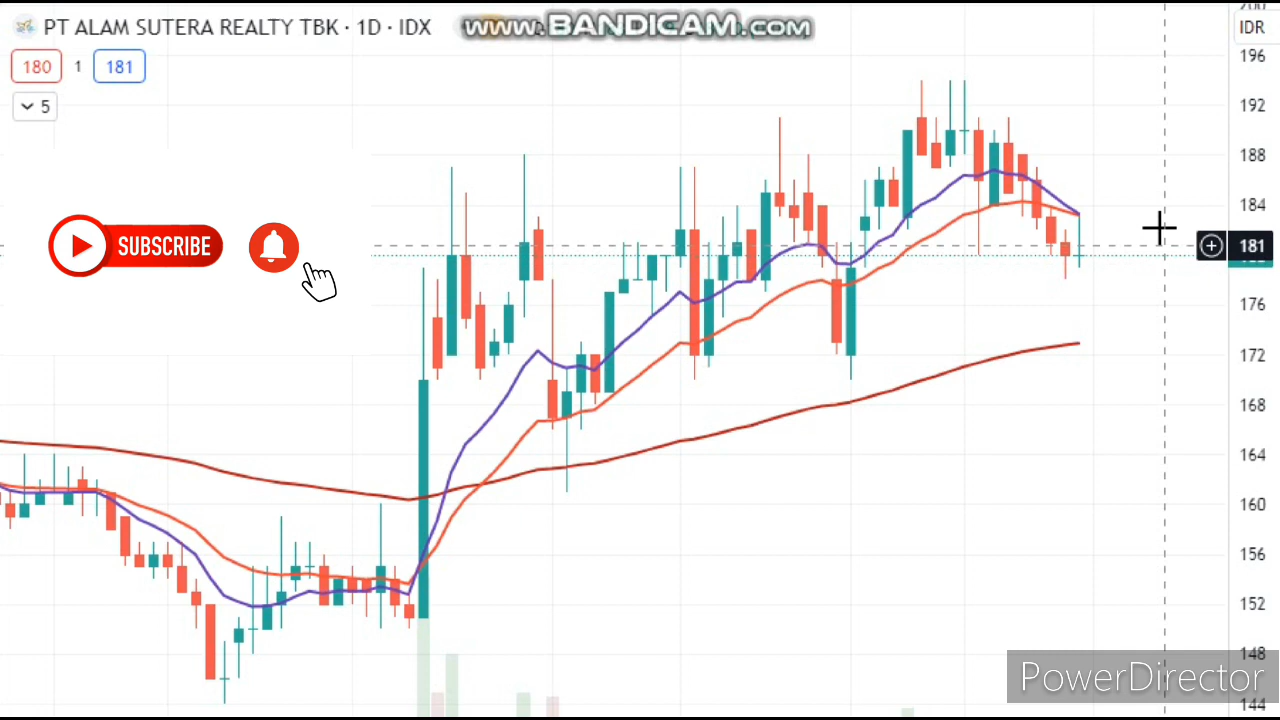 PT ALAM SUTERA REALTY TBK · 1D · IDX
www.BANDICAM.com
IDR
180 1 181
5
SUBSCRIBE
196
192
188
184
181
176
172
168
164
160
156
152
148
144
PowerDirector